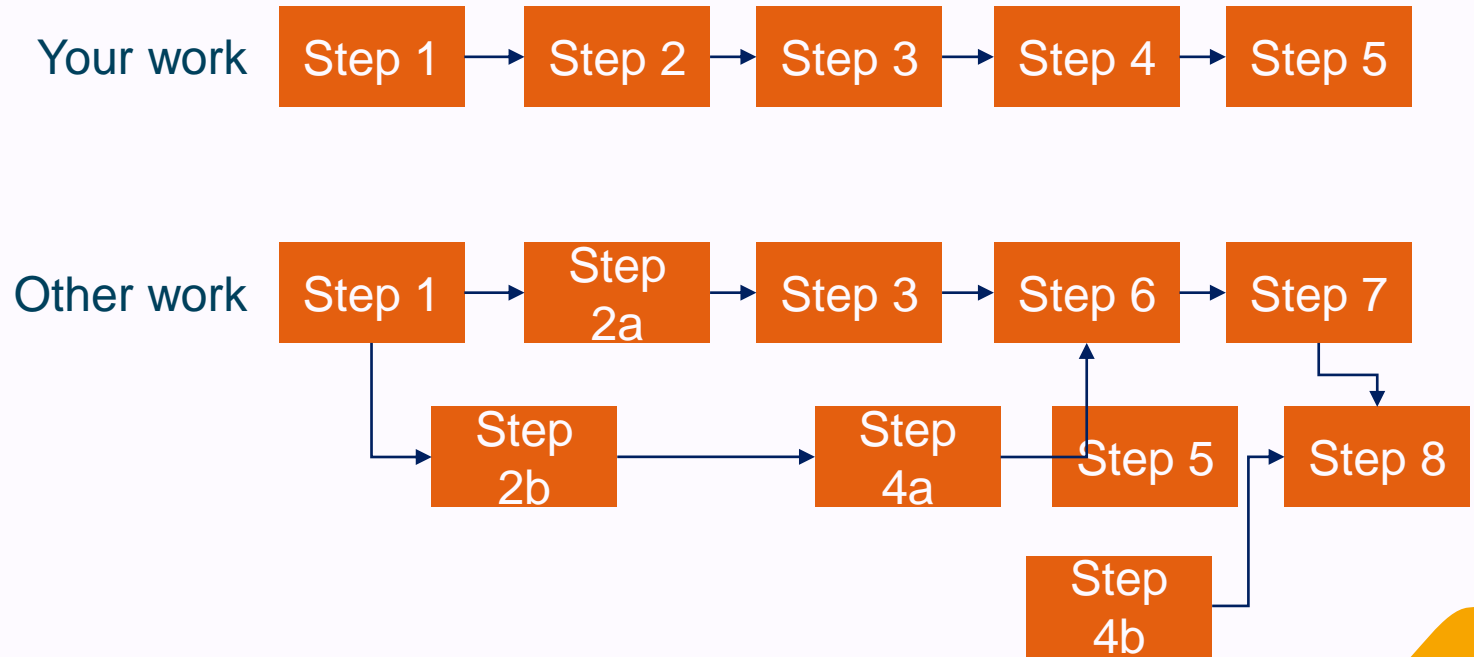 Your work
Step 1
Step 2
Step 3
Step 4
Step 5
Other work
Step 1
Step
2a
Step 3
Step 6
Step 7
Step
2b
Step
4a
Step 5
Step 8
Step
4b